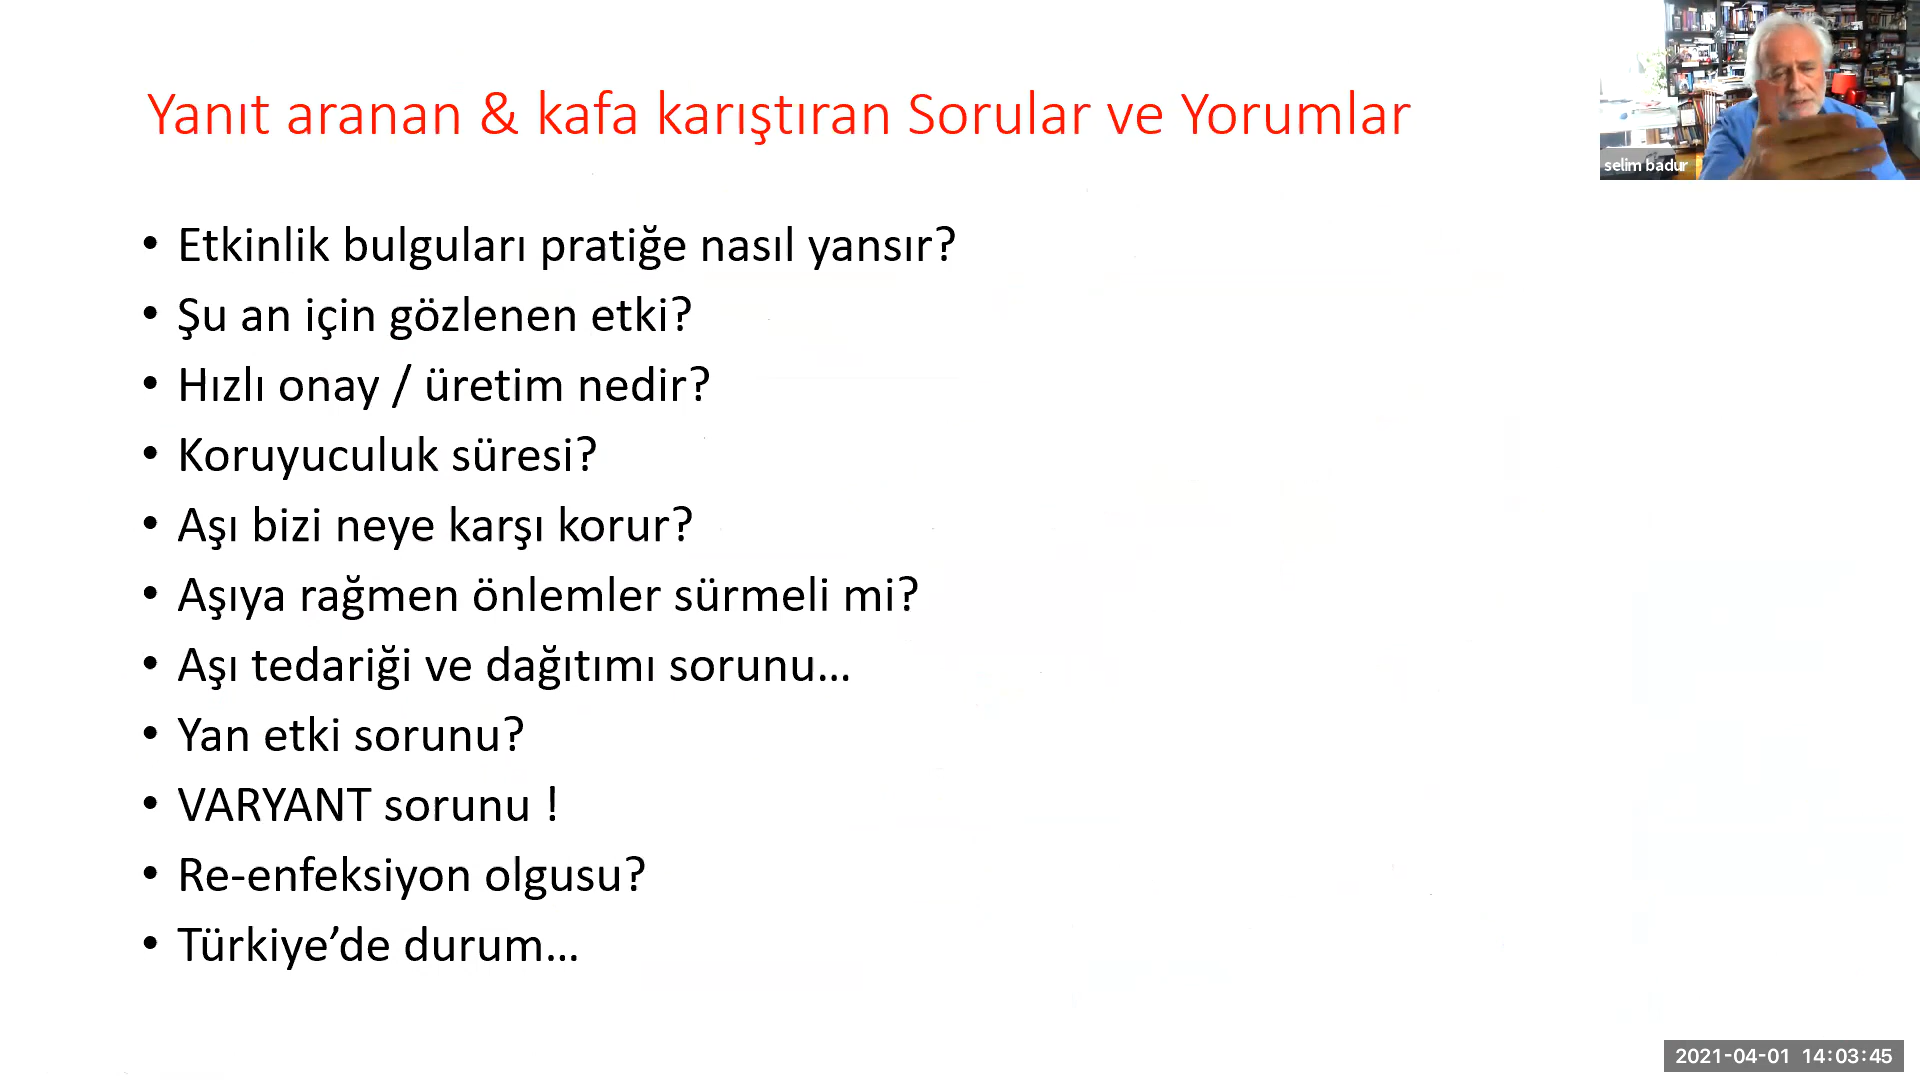 Yanıt aranan & kafa karıştıran Sorular ve Yorumlar
selim badur
• Etkinlik bulguları pratiğe nasıl yansır?
• Şu an için gözlenen etki?
• Hızlı onay / üretim nedir?
• Koruyuculuk süresi?
• Aşı bizi neye karşı korur?
• Aşıya rağmen önlemler sürmeli mi?
• Aşı tedariği ve dağıtımı sorunu…
• Yan etki sorunu?
• VARYANT sorunu !
• Re-enfeksiyon olgusu?
• Türkiye’de durum…
2021-04-01 14:03:45